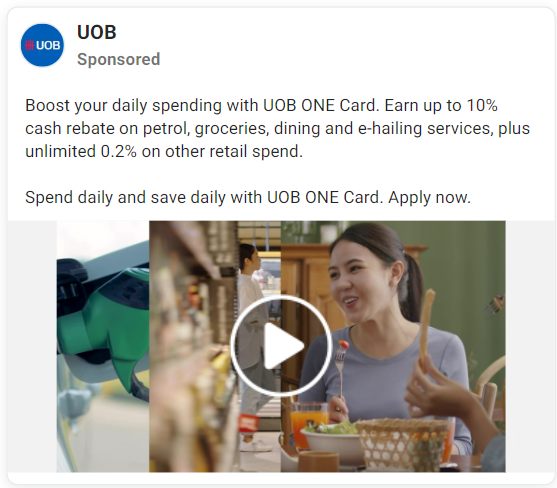 UOB
UOB
Sponsored
Boost your daily spending with UOB ONE Card. Earn up to 10%
cash rebate on petrol, groceries, dining and e-hailing services, plus
unlimited 0.2% on other retail spend.
Spend daily and save daily with UOB ONE Card. Apply now.